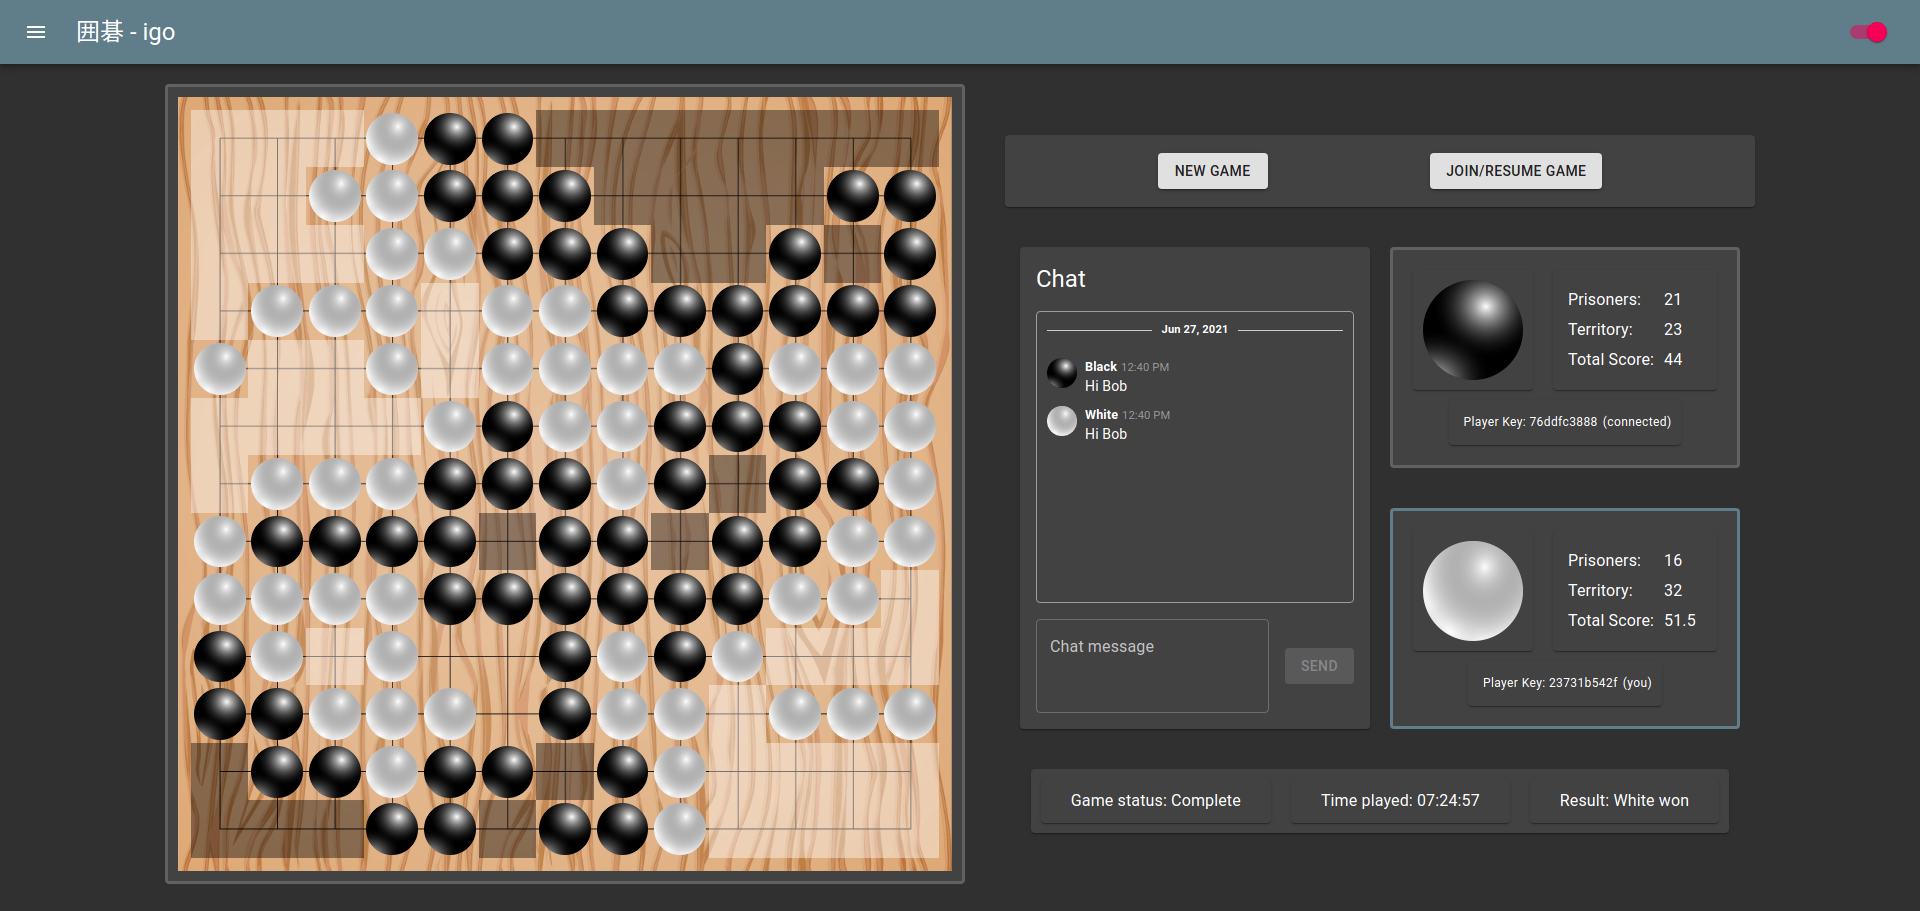 囲碁 - igo
NEW GAME
JOIN/RESUME GAME
Chat
Jun 27, 2021
Black 12:40 PM
Hi Bob
White 12:40 PM
Hi Bob
Chat message
SEND
Prisoners: 21
Territory: 23
Total Score: 44
Player Key: 76ddfc3888 (connected)
Prisoners: 16
Territory: 32
Total Score: 51.5
Player Key: 23731b542f (you)
Game status: Complete
Time played: 07:24:57
Result: White won